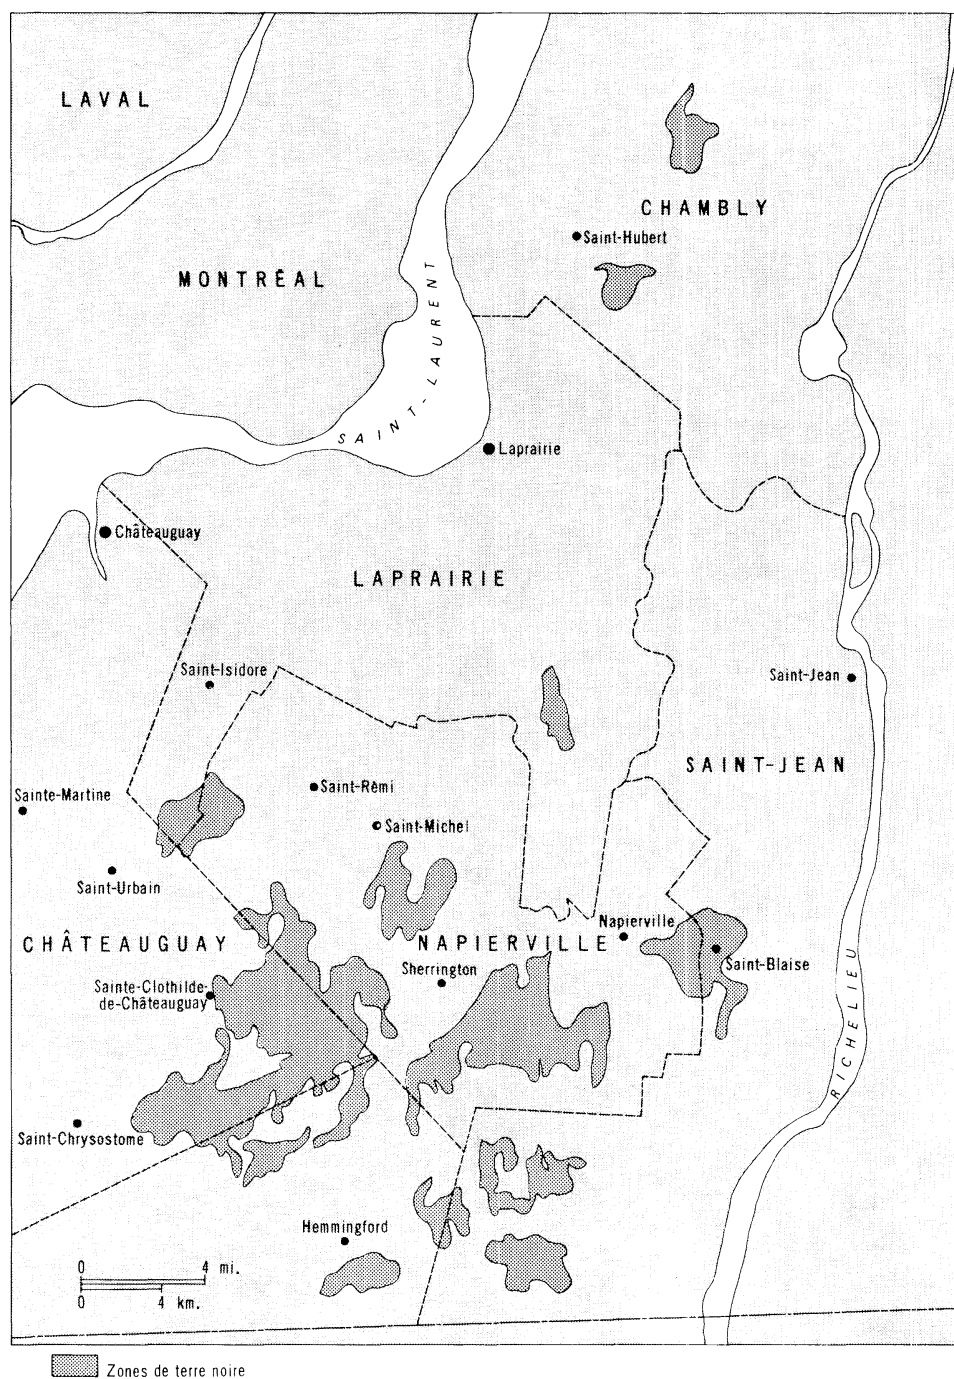 LAVAL
CHAMBLY
Saint-Hubert
MONTRÉAL
SAINT-LAURENT
Laprairie
Châteauguay
LAPRAIRIE
Saint-Isidore
Saint-Jean
SAINT-JEAN
Saint-Rémi
Sainte-Martine
Saint-Michel
Saint-Urbain
Napierville
CHÂTEAUGUAY
NAPIERVILLE
Saint-Blaise
Sherrington
Sainte-Clothilde-
de-Châteauguay
RICHELIEU
Saint-Chrysostome
Hemmingford
0 4 mi.
0 4 km.
Zones de terre noire